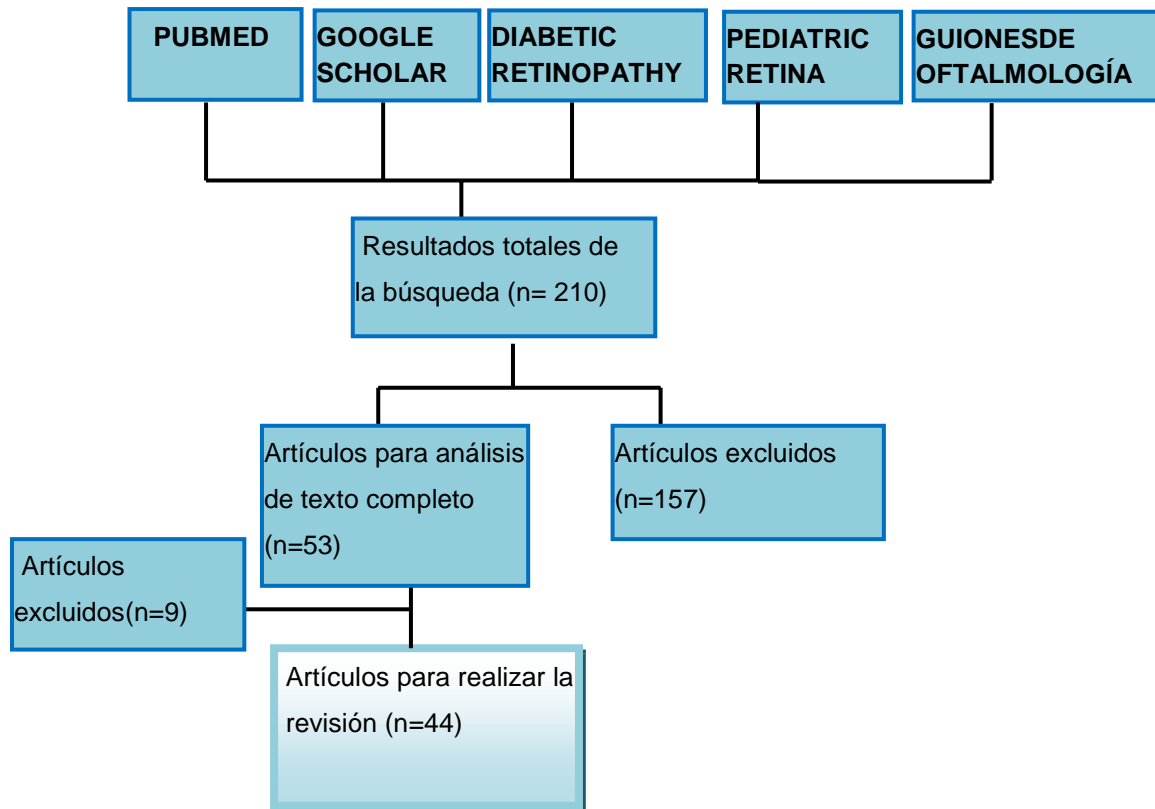 PUBMED
GOOGLE
SCHOLAR
DIABETIC
RETINOPATHY
PEDIATRIC
RETINA
GUIONESDE
OFTALMOLOGÍA
Resultados totales de
la búsqueda (n= 210)
Artículos para análisis
de texto completo
(n=53)
Artículos excluidos
(n=157)
Artículos
excluidos(n=9)
Artículos para realizar la
revisión (n=44)